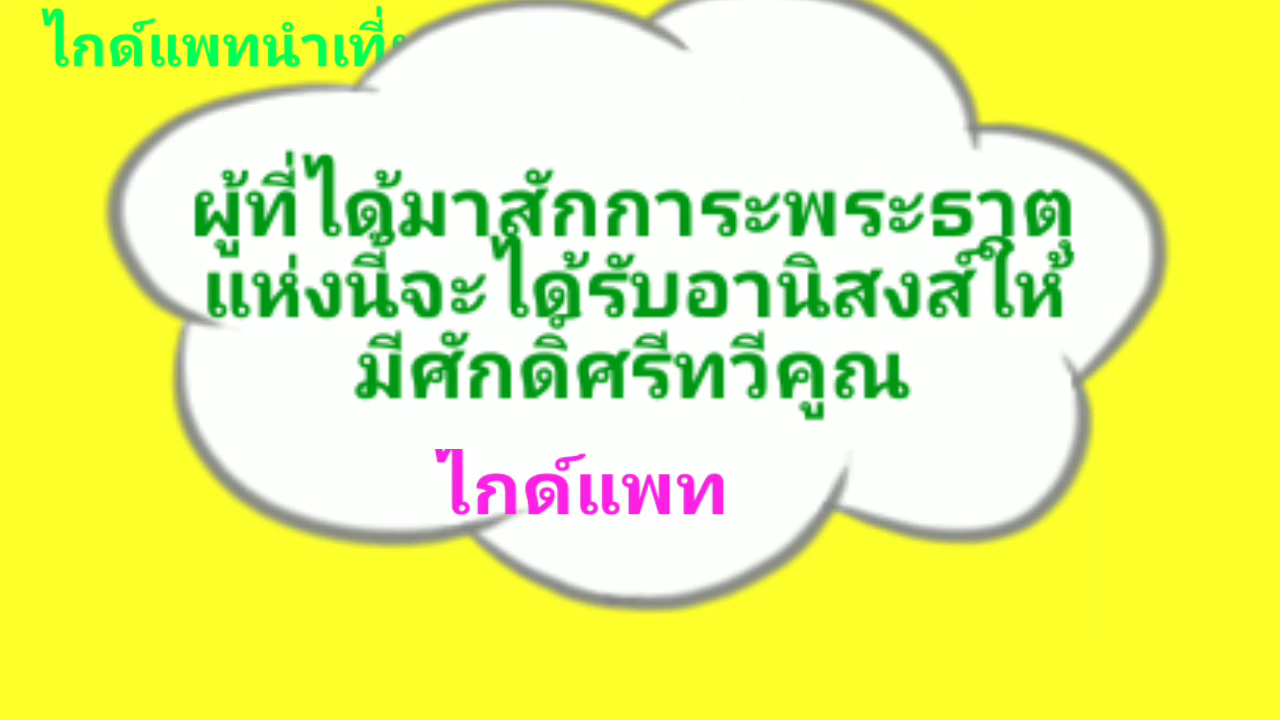 ไกด์แพทนำเที่
ผู้ที่ได้มาสักการะพระธาตุ
แห่งนี้จะได้รับอานิสงส์ให้
มีศักดิ์ศรีทวีคูณ
ไกด์แพท